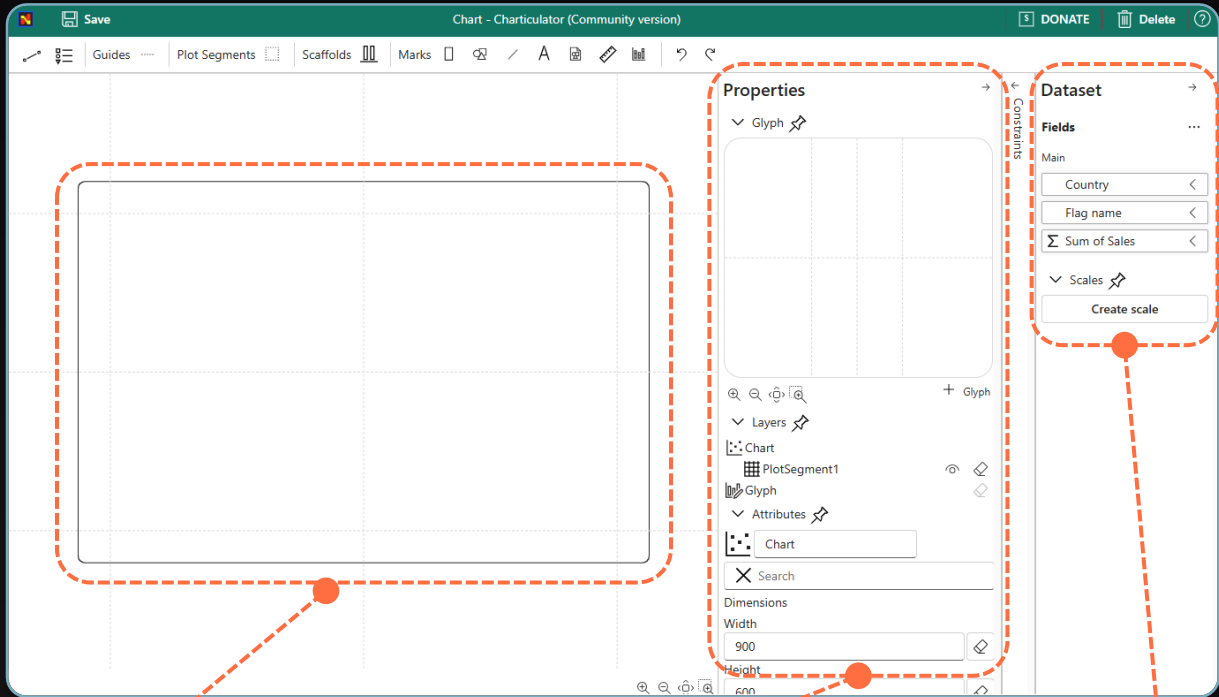 Save
Chart - Charticulator (Community version)
$ DONATE
Delete
?
Guides
Plot Segments
Scaffolds
Marks
A
Properties
Glyph
+ Glyph
Layers
Chart
PlotSegment1
Glyph
Attributes
Chart
Search
Dimensions
Width
900
Height
600
Constraints
Dataset
Fields
...
Main
Country
Flag name
Σ Sum of Sales
Scales
Create scale